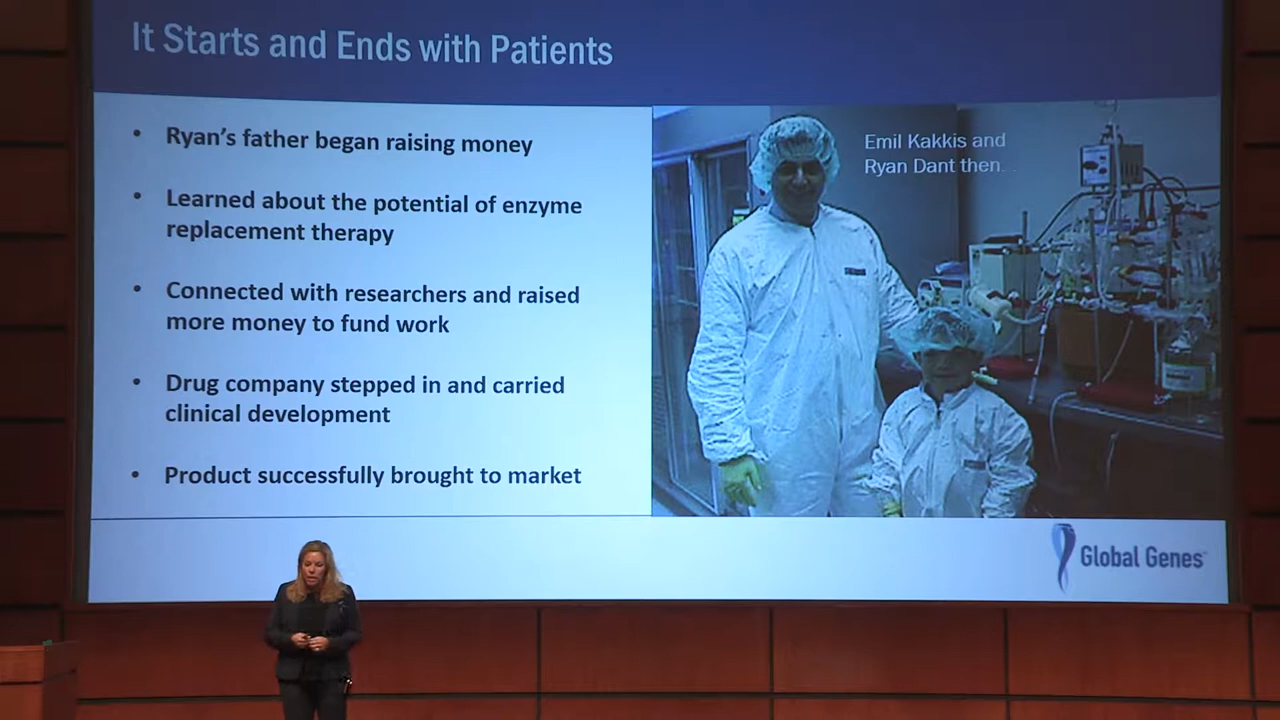 It Starts and Ends with Patients
• Ryan's father began raising money
• Learned about the potential of enzyme
replacement therapy
• Connected with researchers and raised
more money to fund work
• Drug company stepped in and carried
clinical development
• Product successfully brought to market
Emil Kakkis and
Ryan Dant then...
Global Genes™